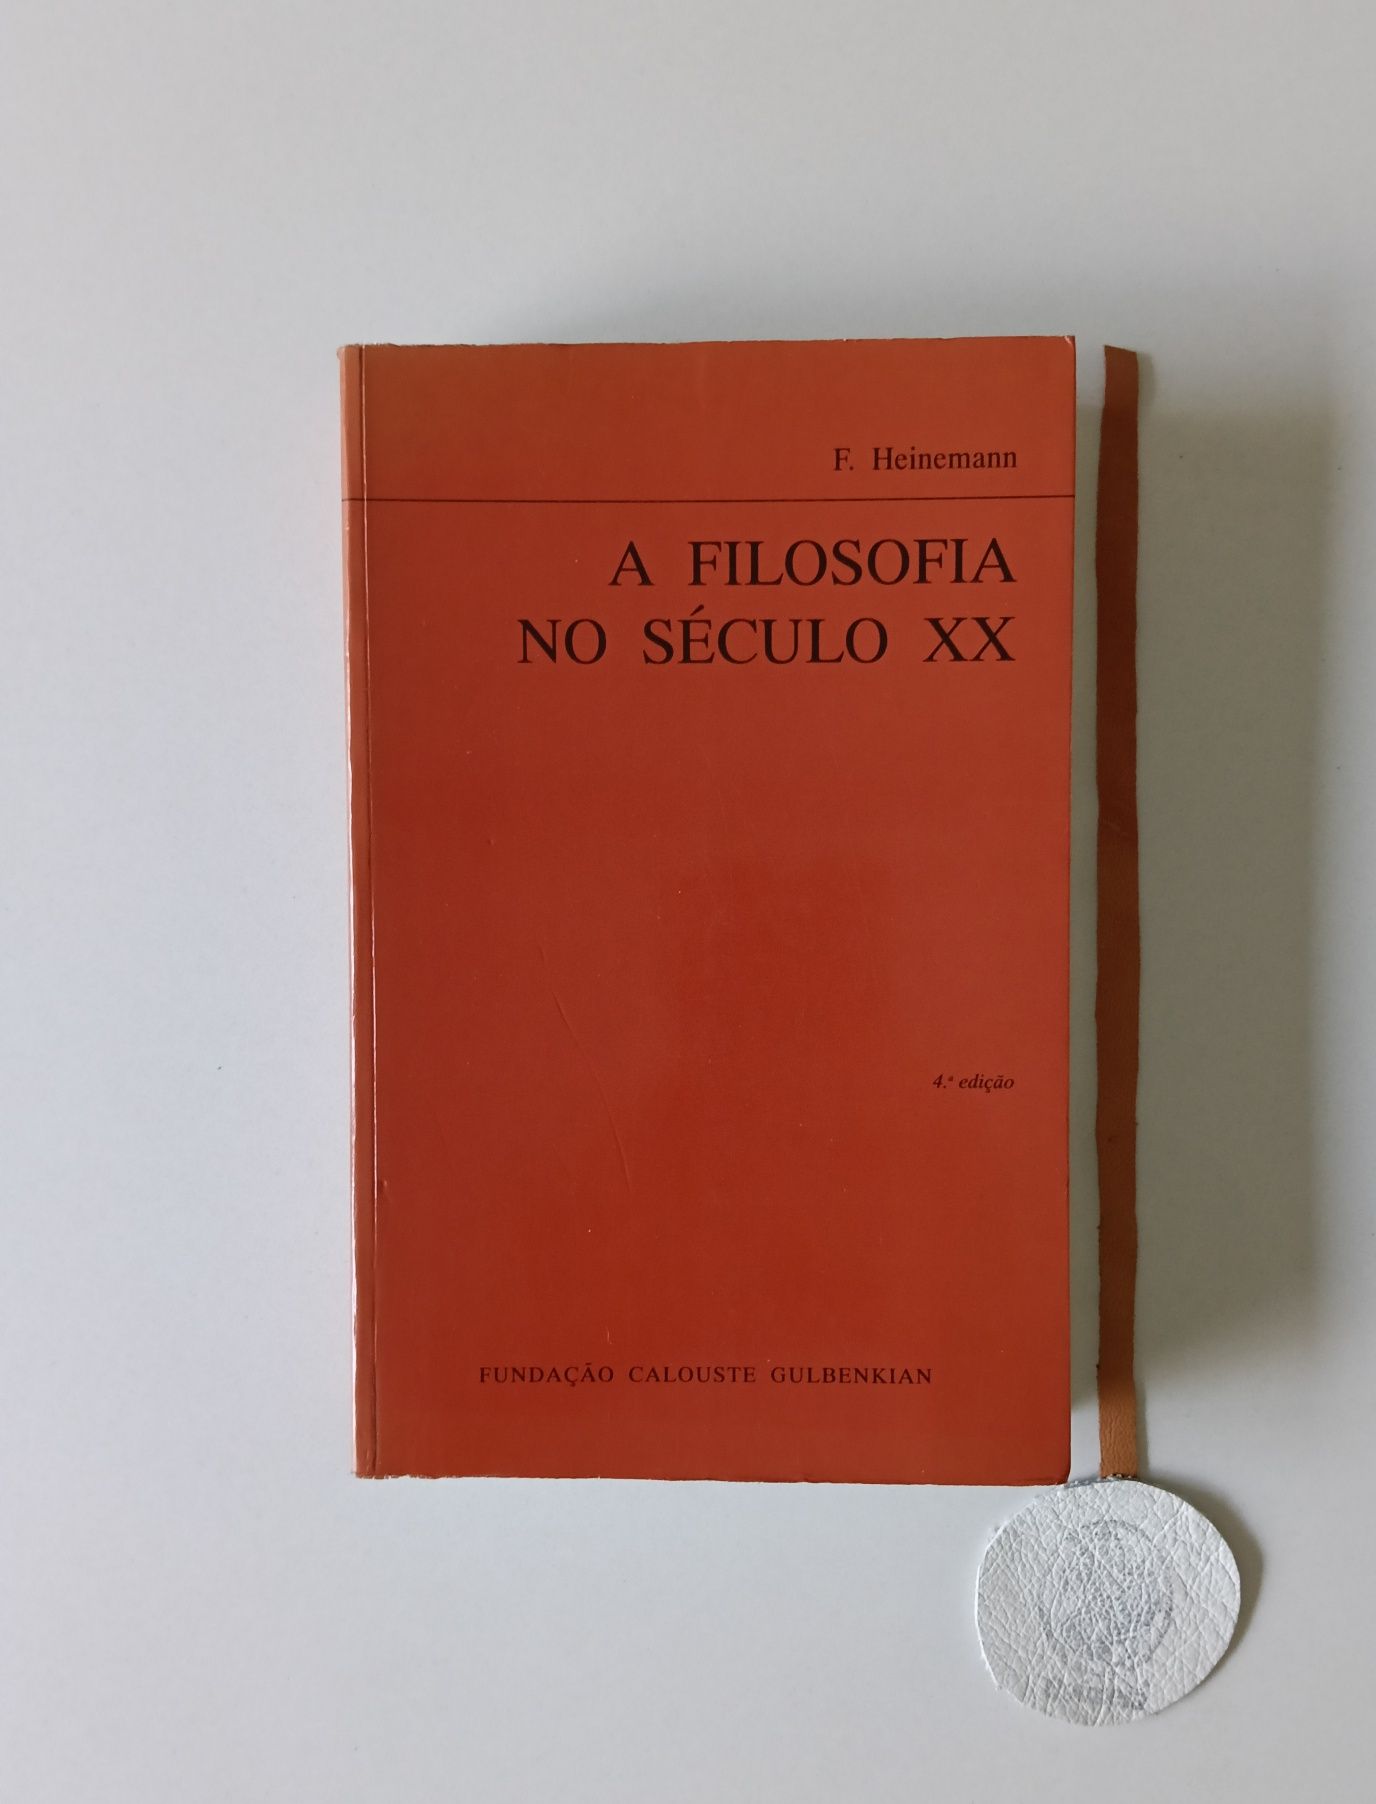 F. Heinemann
A FILOSOFIA
NO SÉCULO XX
4.ª edição
FUNDAÇÃO CALOUSTE GULBENKIAN